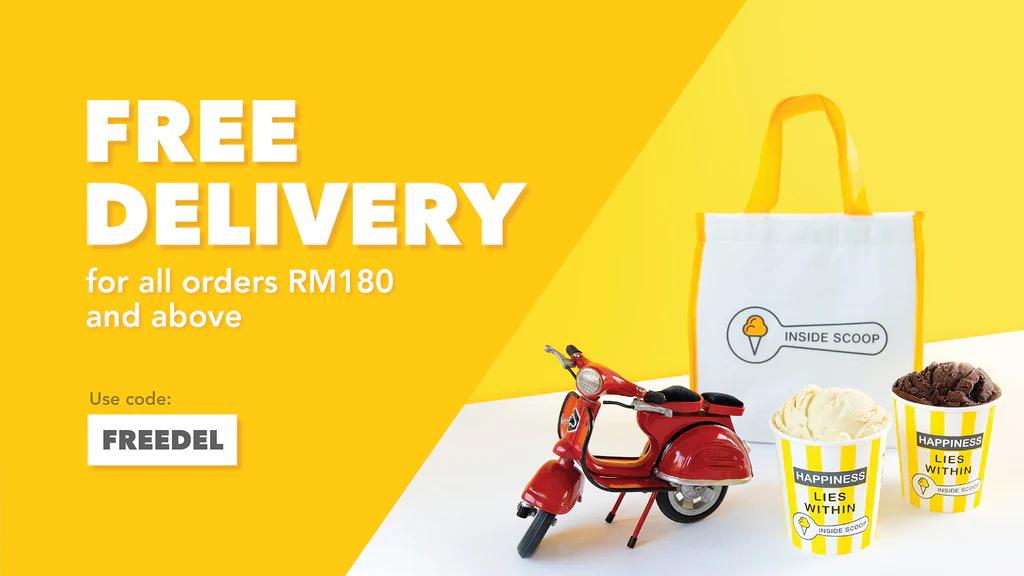 FREE
DELIVERY
for all orders RM180
and above
Use code:
FREEDEL
INSIDE SCOOP
HAPPINESS
LIES
WITHIN
INSIDE SCOOP
HAPPINESS
LIES
WITHIN
INSIDE SCOOP